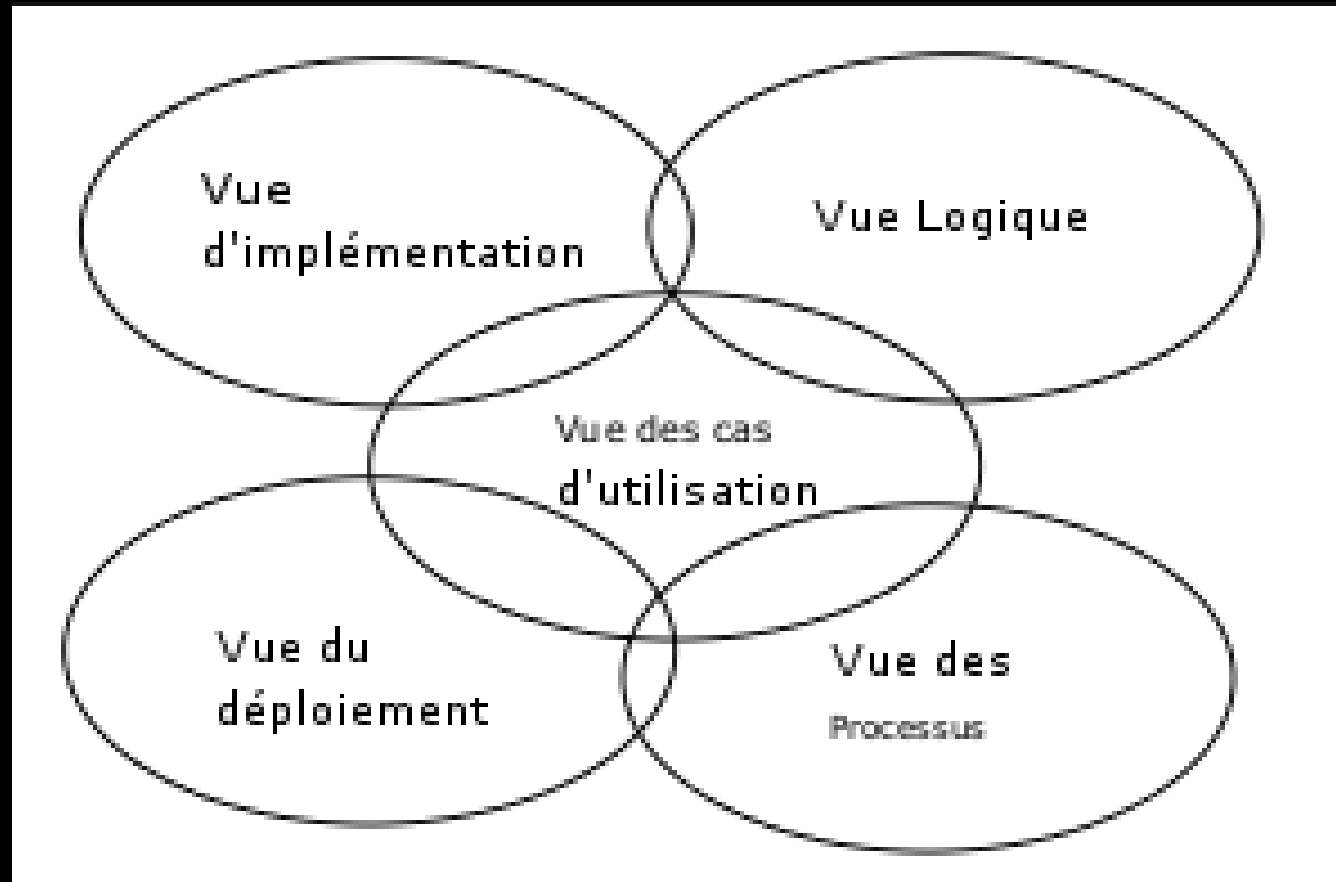 Vue
d'implémentation
Vue Logique
Vue des cas
d'utilisation
Vue du
déploiement
Vue des
Processus